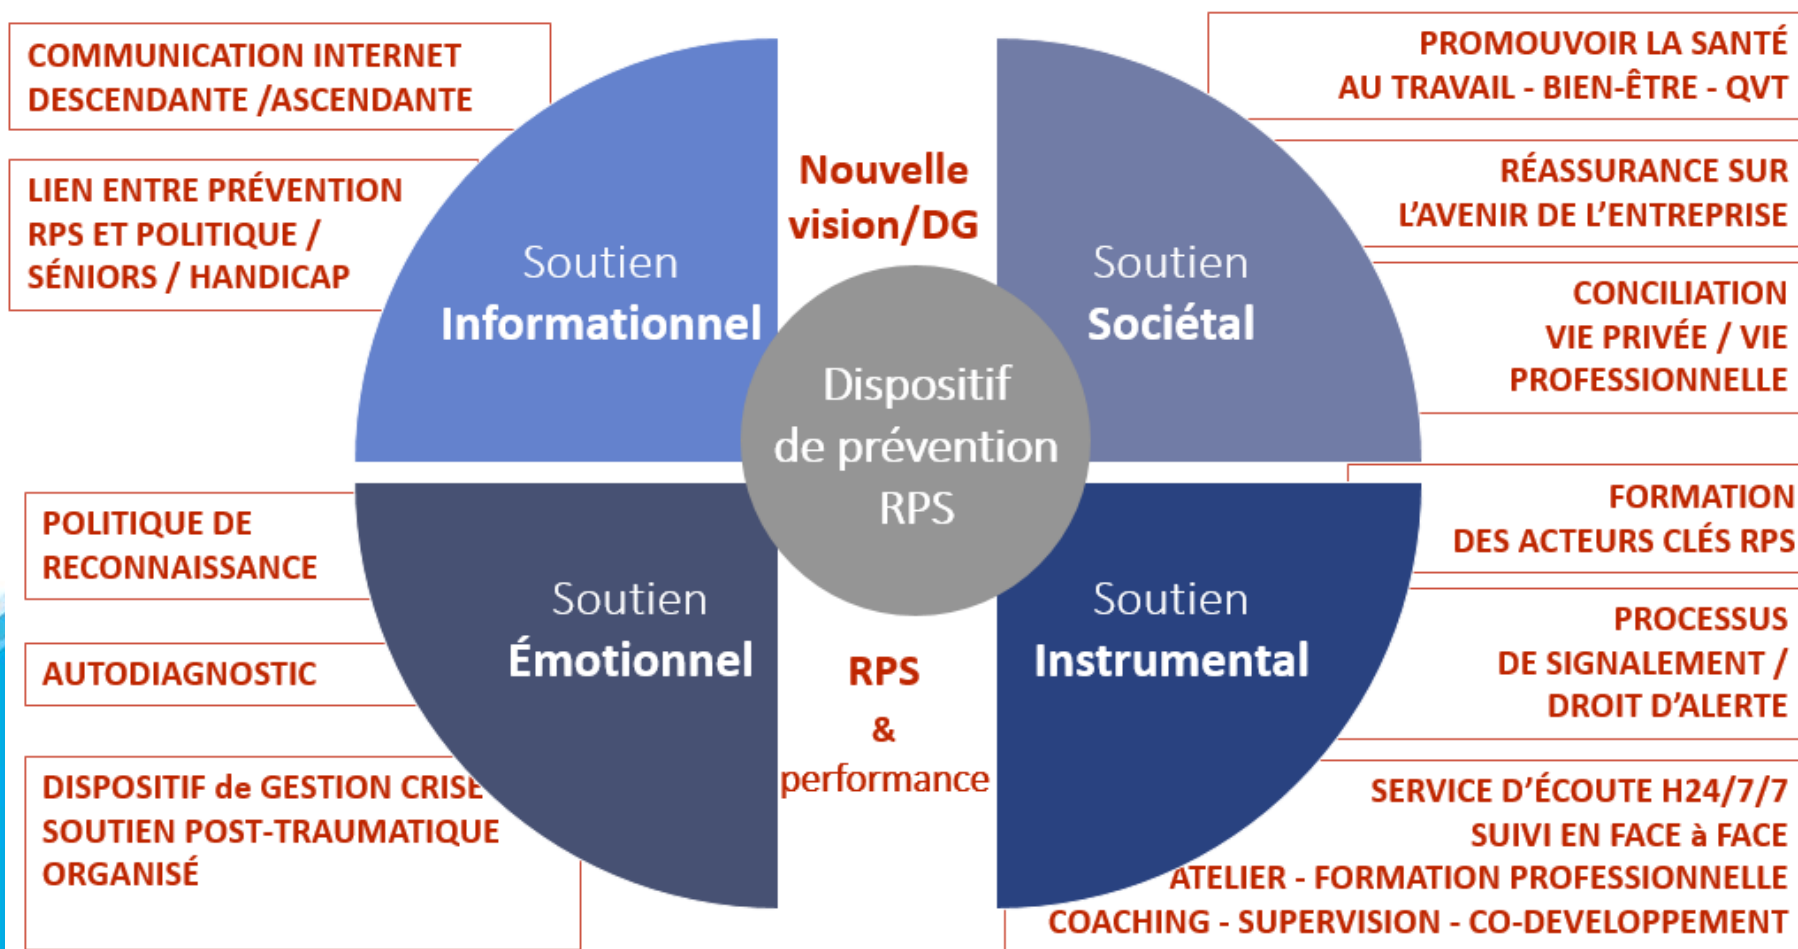 COMMUNICATION INTERNET
DESCENDANTE /ASCENDANTE
LIEN ENTRE PRÉVENTION
RPS ET POLITIQUE /
SÉNIORS / HANDICAP
Soutien
Informationnel
Nouvelle
vision/DG
PROMOUVOIR LA SANTÉ
AU TRAVAIL - BIEN-ÊTRE - QVT
RÉASSURANCE SUR
L’AVENIR DE L’ENTREPRISE
CONCILIATION
VIE PRIVÉE / VIE
PROFESSIONNELLE
Soutien
Sociétal
Dispositif
de prévention
RPS
POLITIQUE DE
RECONNAISSANCE
AUTODIAGNOSTIC
DISPOSITIF de GESTION CRISE
SOUTIEN POST-TRAUMATIQUE
ORGANISÉ
Soutien
Émotionnel
RPS
&
performance
Soutien
Instrumental
FORMATION
DES ACTEURS CLÉS RPS
PROCESSUS
DE SIGNALEMENT /
DROIT D’ALERTE
SERVICE D’ÉCOUTE H24/7/7
SUIVI EN FACE à FACE
ATELIER - FORMATION PROFESSIONNELLE
COACHING - SUPERVISION - CO-DEVELOPPEMENT